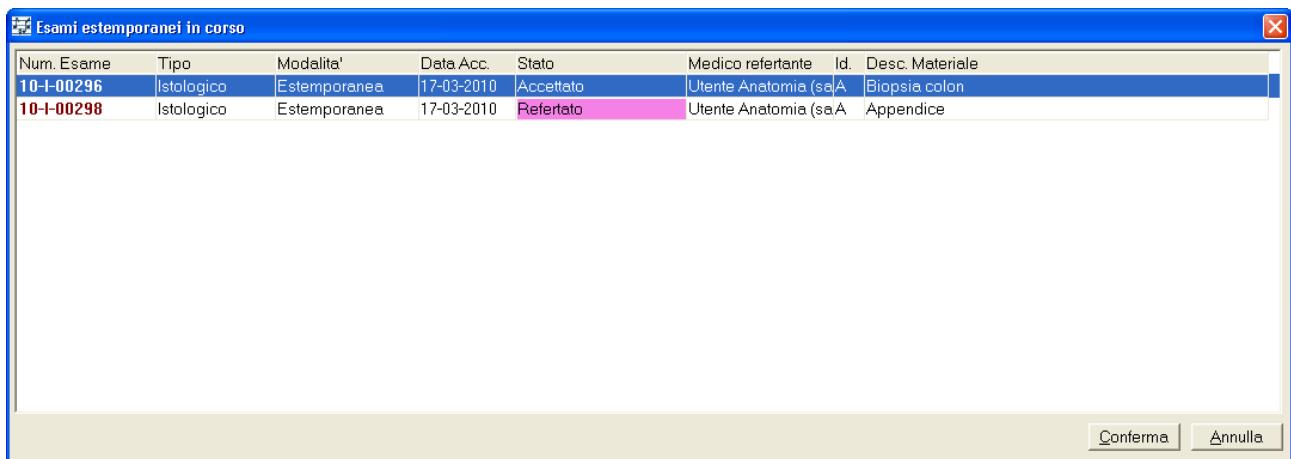 Esami estemporanei in corso
Num. Esame Tipo Modalita' Data Acc. Stato Medico refertante Id. Desc. Materiale
10-I-00296 Istologico Estemporanea 17-03-2010 Accettato Utente Anatomia (sa A Biopsia colon
10-I-00298 Istologico Estemporanea 17-03-2010 Refertato Utente Anatomia (sa A Appendice
Conferma Annulla